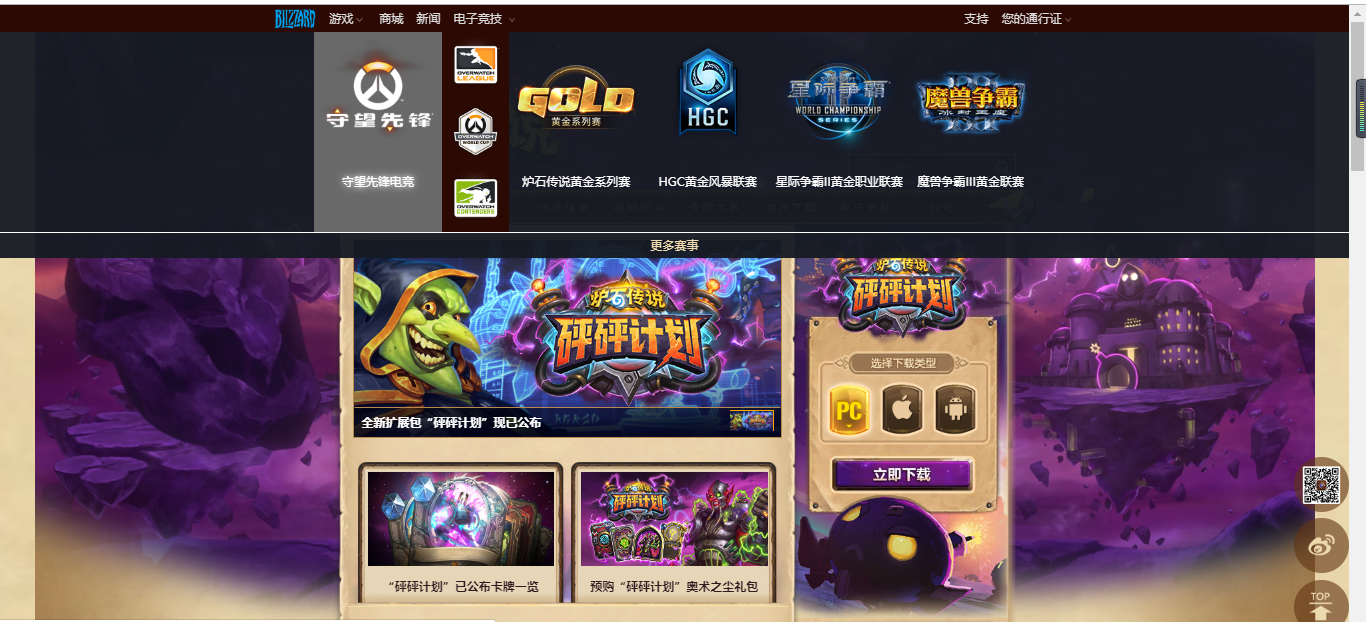 BLIZZARD 游戏 商城 新闻 电子竞技 支持 您的通行证
守望先锋
OVERWATCH
LEAGUE
OVERWATCH
WORLD CUP
OVERWATCH
CONTENDERS
GOLD
黄金系列赛
HGC
星际争霸
II
WORLD CHAMPIONSHIP
SERIES
魔兽争霸
III
冰封王座
守望先锋电竞 炉石传说黄金系列赛 HGC黄金风暴联赛 星际争霸II黄金职业联赛 魔兽争霸III黄金联赛
更多赛事
炉石传说
砰砰计划
全新扩展包“砰砰计划”现已公布
炉石传说
砰砰计划
选择下载类型
PC
立即下载
炉石传说
砰砰计划
“砰砰计划”已公布卡牌一览
预购“砰砰计划”奥术之尘礼包
TOP